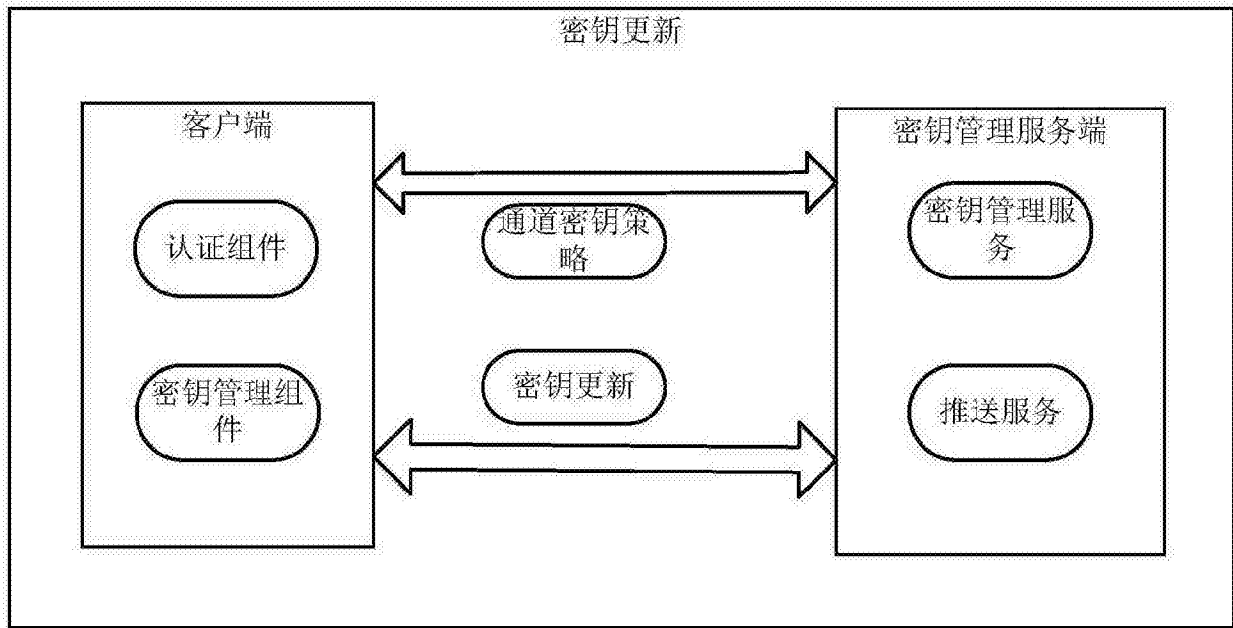 密钥更新
客户端
密钥管理服务端
认证组件
通道密钥策
略
密钥管理服
务
密钥管理组
件
密钥更新
推送服务